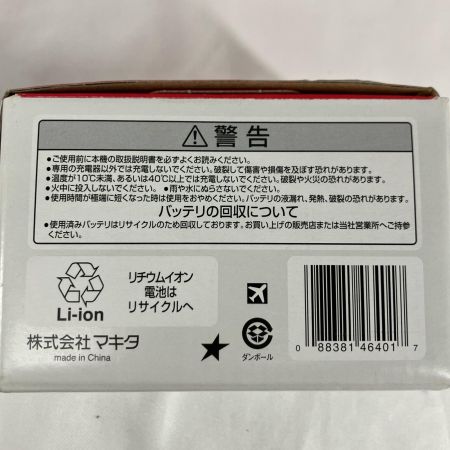 警告
●ご使用前に本機の取扱説明書を必ずよくお読みください。
●専用の充電器以外では充電しないでください。破裂して傷害や損傷を及ぼす恐れがあります。
●温度が10℃未満、あるいは40℃以上では充電しないでください。破裂や火災の恐れがあります。
●火中に投入しないでください。 ●雨や水にぬらさないでください。
●使用時間が極端に短くなった時は使用をおやめください。バッテリの液漏れ、発熱、破裂の恐れがあります。
バッテリの回収について
●使用済みバッテリはリサイクルのため回収しております。お買い上げの販売店または当社営業所へご持参
ください。
Li-ion
リチウムイオン
電池は
リサイクルへ
株式会社 マキタ
made in China
ダンボール
0 88381 46401 7